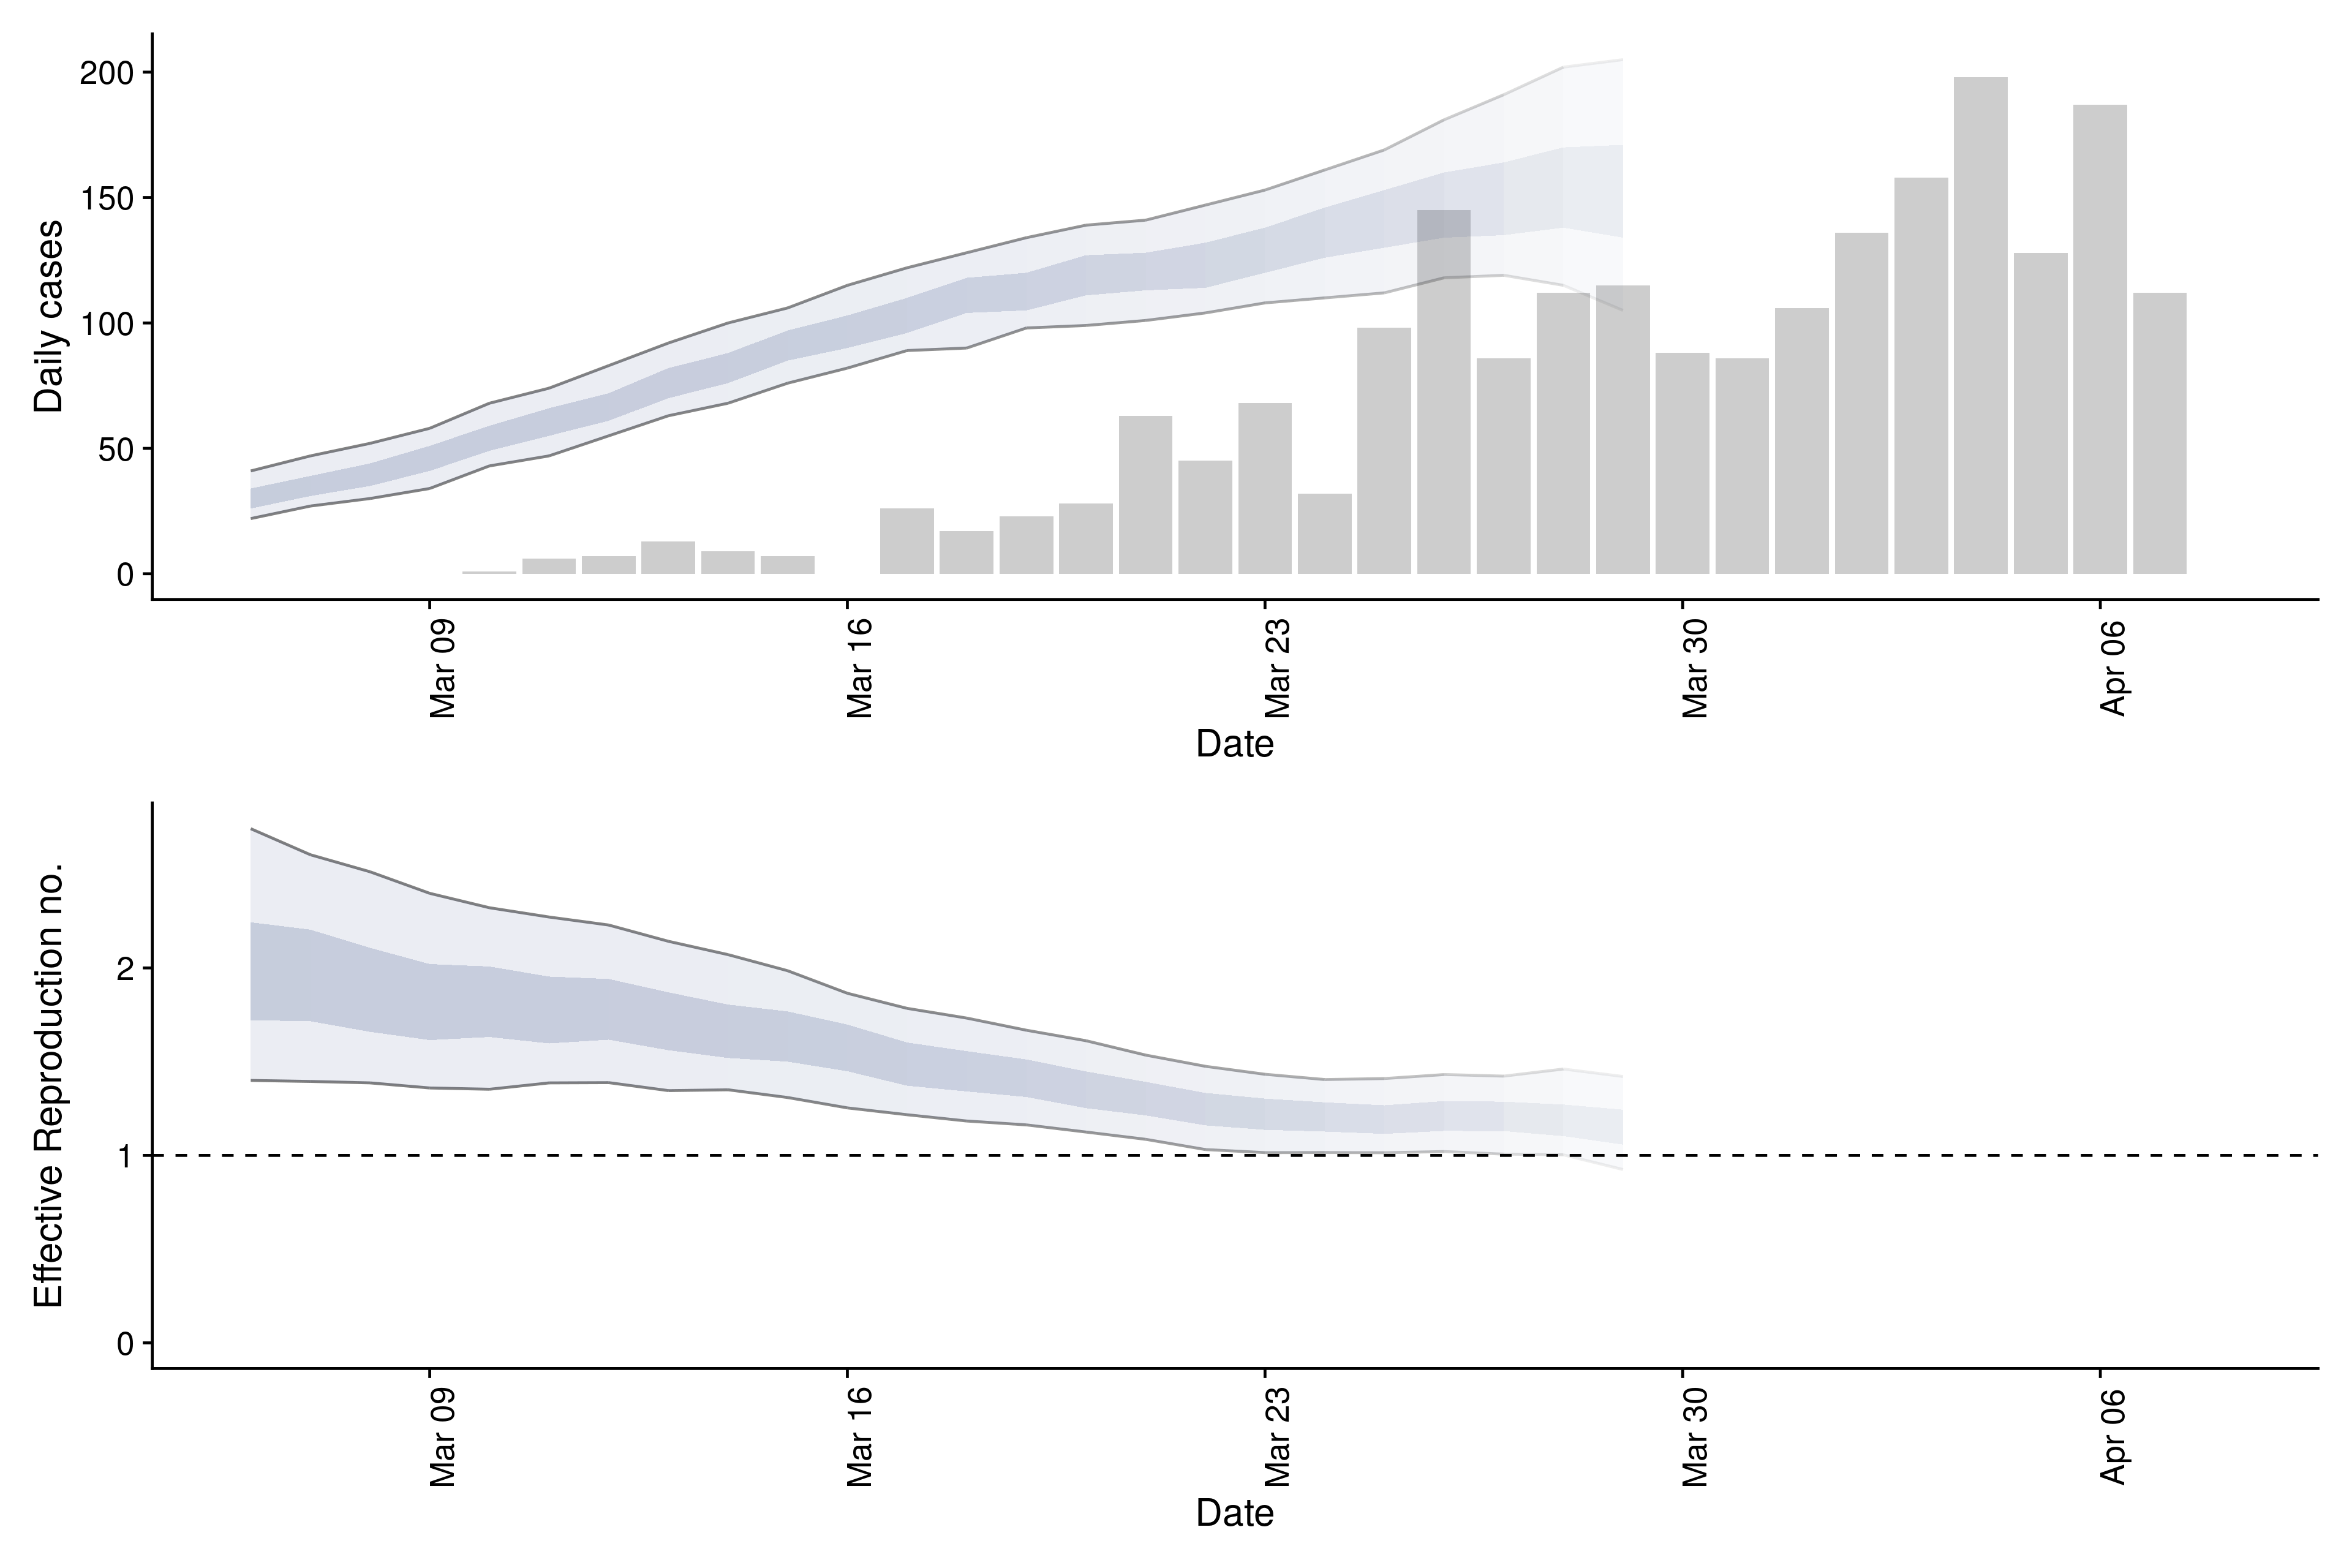 Daily cases
200
150
100
50
0
Mar 09
Mar 16
Mar 23
Mar 30
Apr 06
Date
Effective Reproduction no.
2
1
0
Mar 09
Mar 16
Mar 23
Mar 30
Apr 06
Date